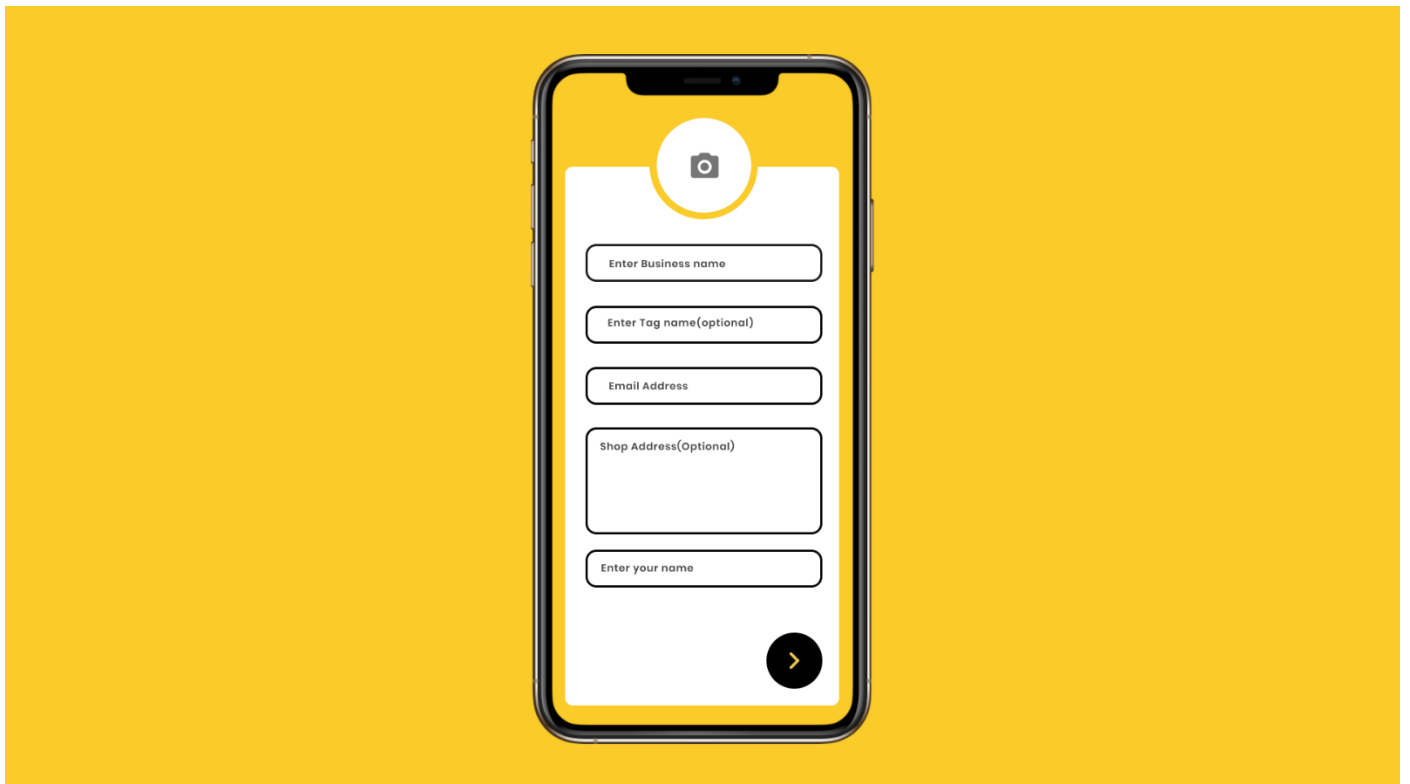 Enter Business name
Enter Tag name(optional)
Email Address
Shop Address(Optional)
Enter your name